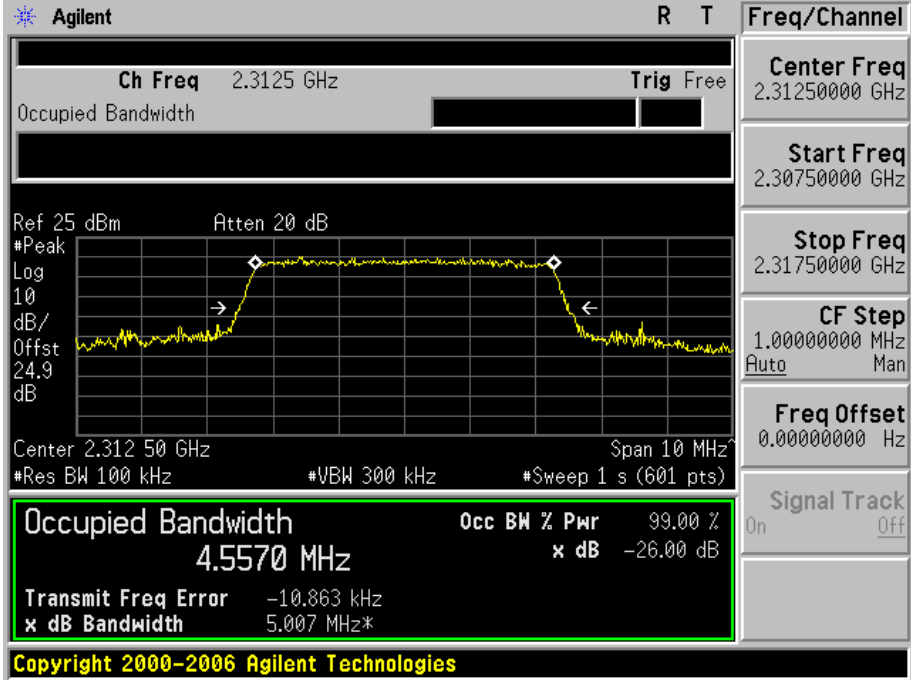 Agilent R T Freq/Channel
Ch Freq 2.3125 GHz Trig Free
Occupied Bandwidth
Center Freq
2.31250000 GHz
Start Freq
2.30750000 GHz
Stop Freq
2.31750000 GHz
CF Step
1.00000000 MHz
Auto Man
Freq Offset
0.00000000 Hz
Signal Track
On Off
Ref 25 dBm Atten 20 dB
#Peak
Log
10
dB/
Offst
24.9
dB
Center 2.312 50 GHz Span 10 MHz^
#Res BW 100 kHz #VBW 300 kHz #Sweep 1 s (601 pts)
Occupied Bandwidth Occ BW % Pwr 99.00 %
4.5570 MHz x dB -26.00 dB
Transmit Freq Error -10.863 kHz
x dB Bandwidth 5.007 MHz*
Copyright 2000-2006 Agilent Technologies